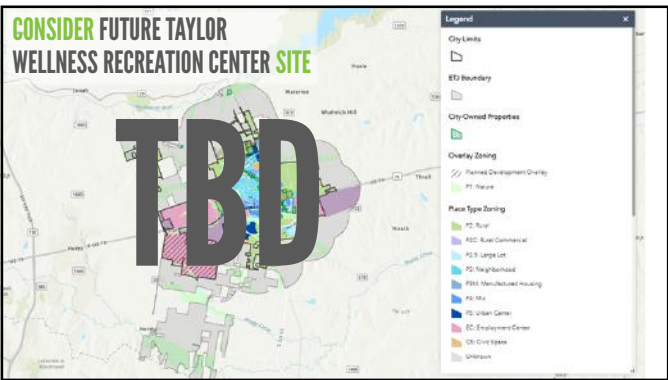 CONSIDER FUTURE TAYLOR
WELLNESS RECREATION CENTER SITE
TBD
Legend
×
City Limits
ETJ Boundary
City-Owned Properties
Overlay Zoning
Planned Development Overlay
P1: Nature
Place Type Zoning
P2: Rural
P2C: Rural Commercial
P2.5: Large Lot
P3: Neighborhood
P3M: Manufactured Housing
P4: Mix
P5: Urban Center
EC: Employment Center
CS: Civic Space
Unknown
Hoxie
Waterloo
Thrall
Noack